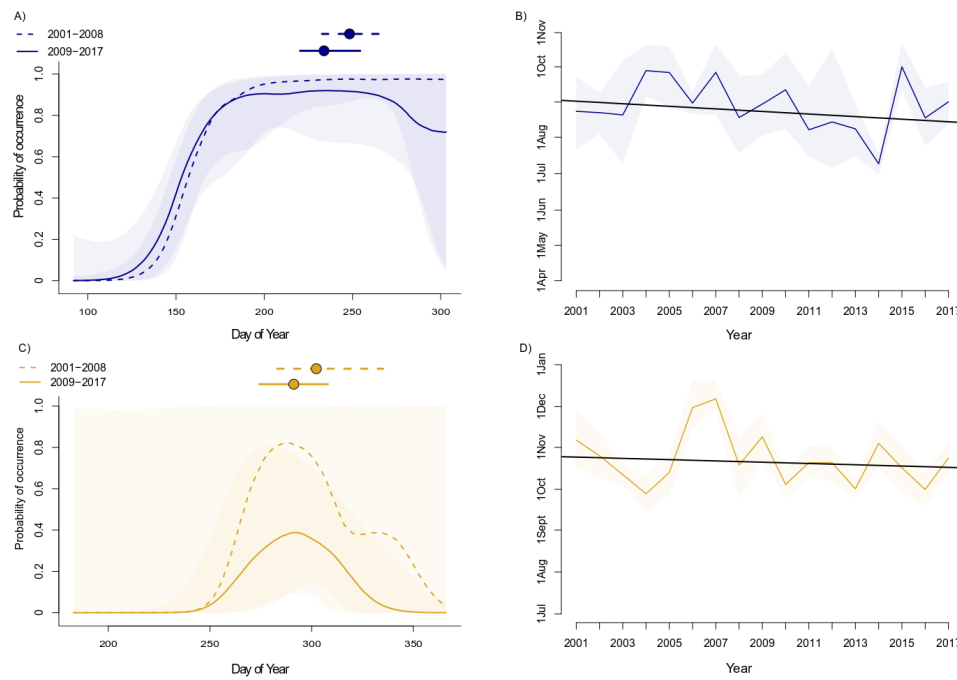 A)
2001−2008
2009−2017
Probability of occurrence
0 0.2 0.4 0.6 0.8 1.0
100 150 200 250 300
Day of Year
B)
1Apr 1May 1Jun 1Jul 1Aug 1Oct 1Nov
2001 2003 2005 2007 2009 2011 2013 2015 2017
Year
C)
2001−2008
2009−2017
Probability of occurrence
0 0.2 0.4 0.6 0.8 1.0
200 250 300 350
Day of Year
D)
1Jul 1Aug 1Sept 1Oct 1Nov 1Dec 1Jan
2001 2003 2005 2007 2009 2011 2013 2015 2017
Year